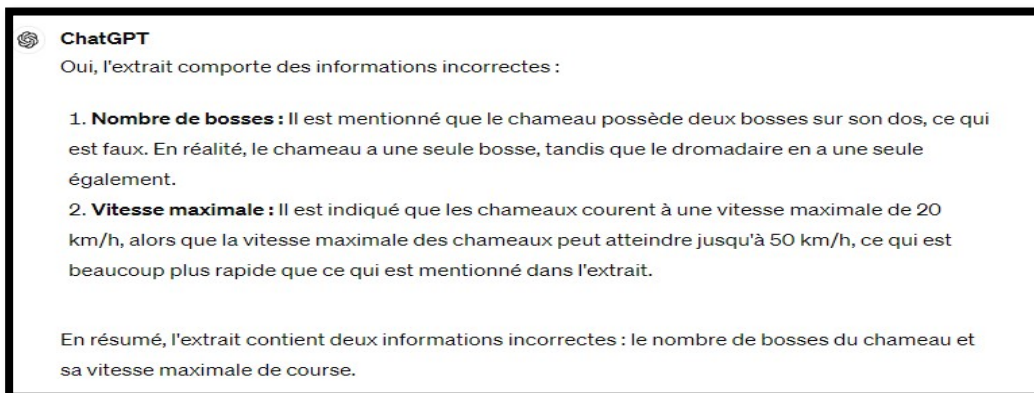 ChatGPT
Oui, l'extrait comporte des informations incorrectes :
1. Nombre de bosses : Il est mentionné que le chameau possède deux bosses sur son dos, ce qui
est faux. En réalité, le chameau a une seule bosse, tandis que le dromadaire en a une seule
également.
2. Vitesse maximale : Il est indiqué que les chameaux courent à une vitesse maximale de 20
km/h, alors que la vitesse maximale des chameaux peut atteindre jusqu'à 50 km/h, ce qui est
beaucoup plus rapide que ce qui est mentionné dans l'extrait.
En résumé, l'extrait contient deux informations incorrectes : le nombre de bosses du chameau et
sa vitesse maximale de course.